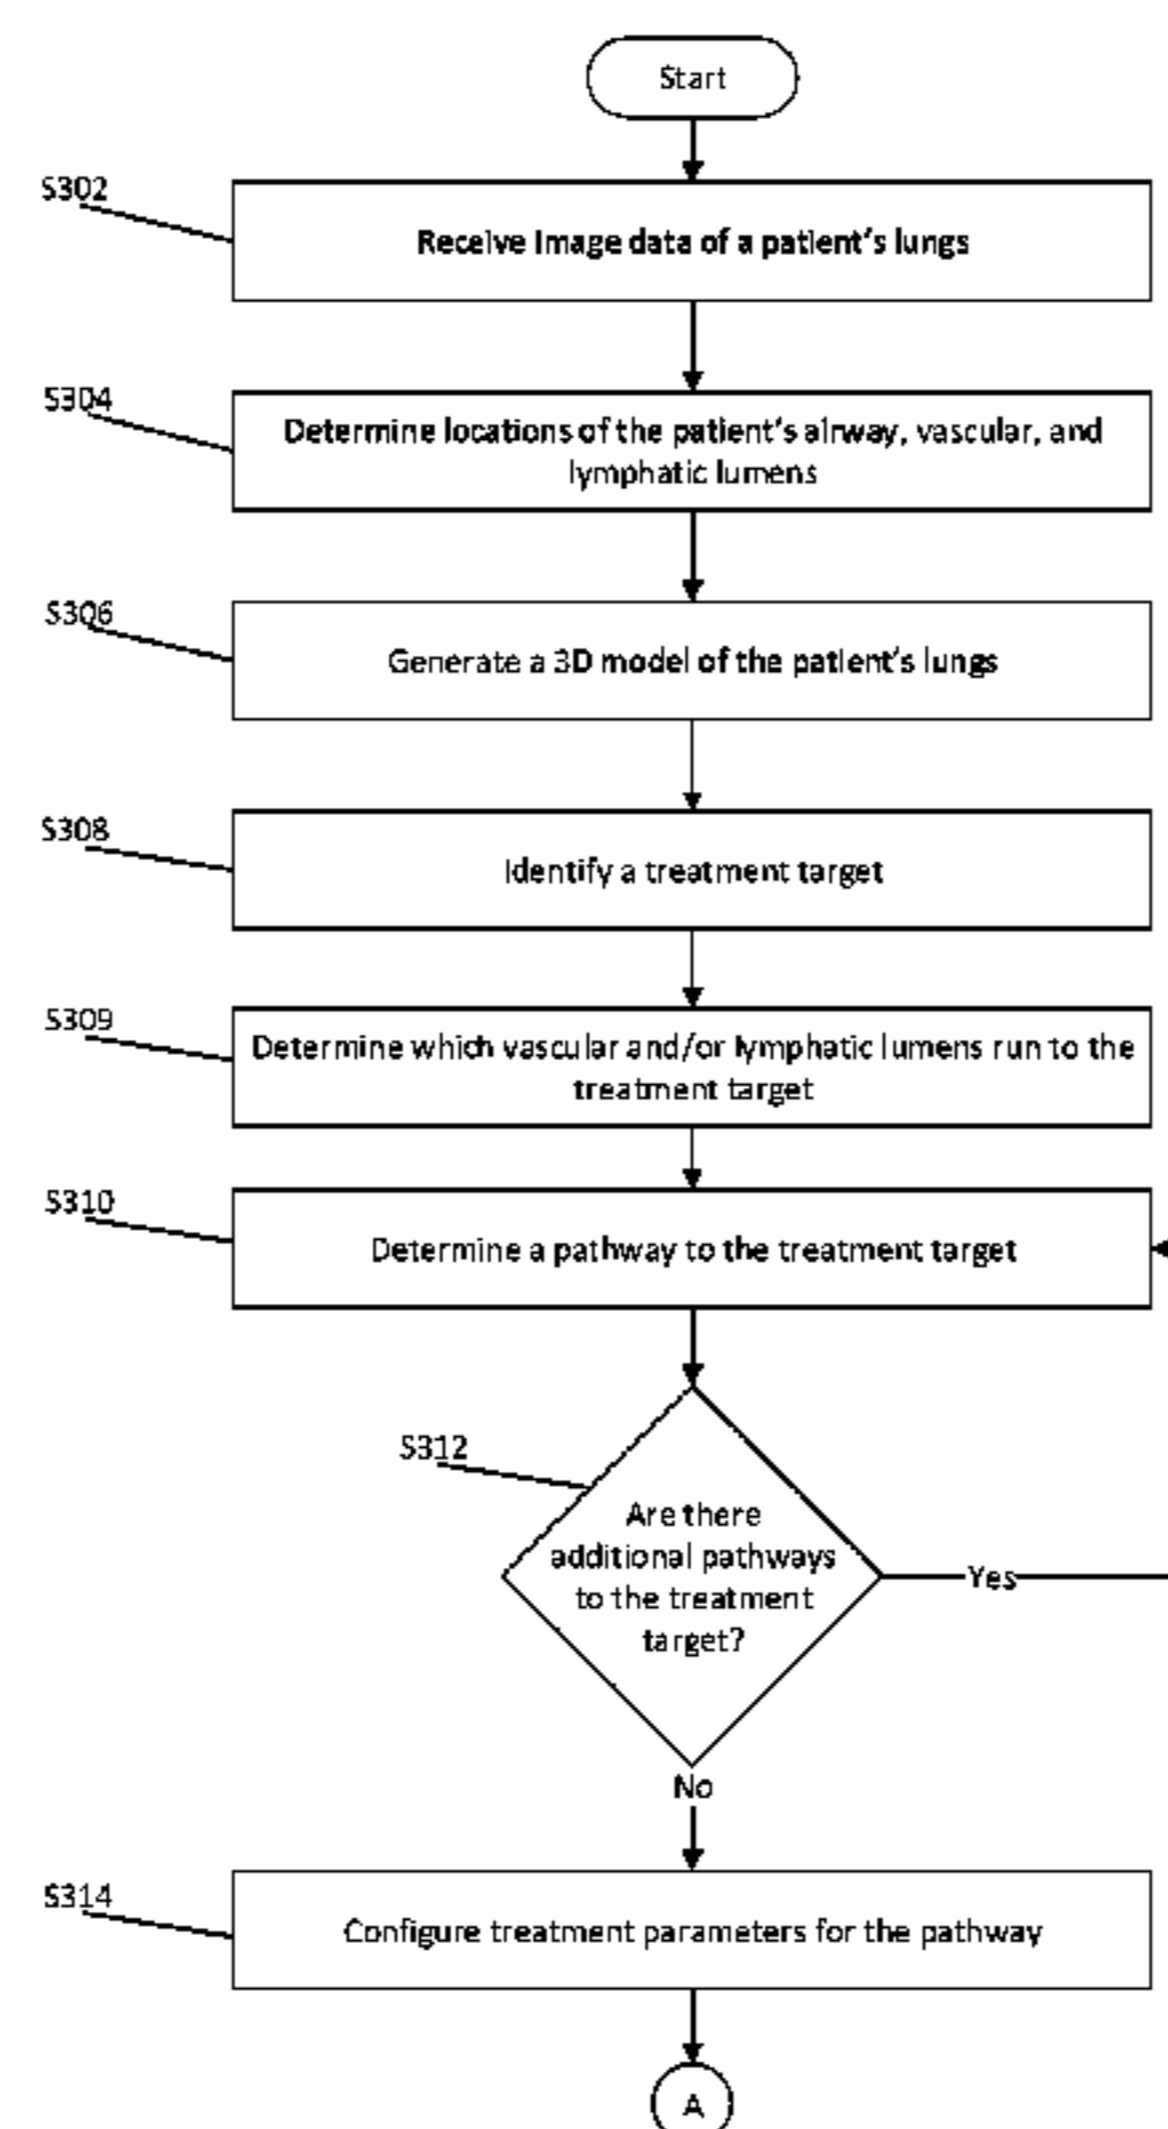 Start
S302
Receive image data of a patient's lungs
S304
Determine locations of the patient's airway, vascular, and
lymphatic lumens
S306
Generate a 3D model of the patient's lungs
S308
Identify a treatment target
S309
Determine which vascular and/or lymphatic lumens run to the
treatment target
S310
Determine a pathway to the treatment target
S312
Are there
additional pathways
to the treatment
target?
Yes
No
S314
Configure treatment parameters for the pathway
A